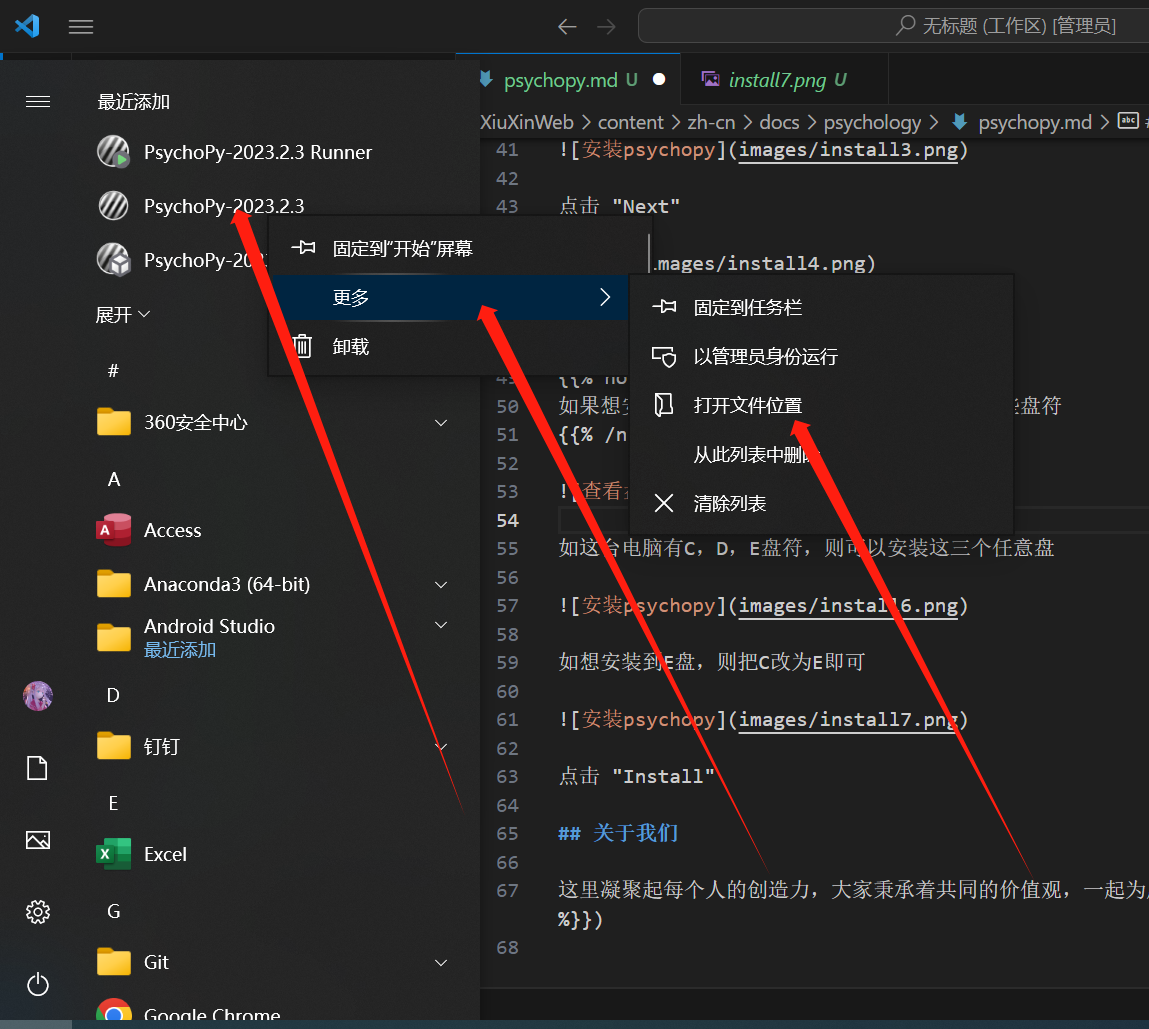 无标题 (工作区) [管理员]
psychopy.md U
install7.png U
XiuXinWeb > content > zh-cn > docs > psychology > psychopy.md >
最近添加
PsychoPy-2023.2.3 Runner
PsychoPy-2023.2.3
PsychoPy-202
展开
#
360安全中心
A
Access
Anaconda3 (64-bit)
Android Studio
最近添加
D
钉钉
E
Excel
G
Git
Google Chrome
固定到“开始”屏幕
更多
卸载
固定到任务栏
以管理员身份运行
打开文件位置
从此列表中删除
清除列表
41 ![安装psychopy](images/install3.png)
42
43 点击 "Next"
images/install4.png)
49 {{% no
50 如果想 盘符
51 {{% /n
52
53 ![查看
54
55 如这台电脑有C，D，E盘符，则可以安装这三个任意盘
56
57 ![安装psychopy](images/install6.png)
58
59 如想安装到E盘，则把C改为E即可
60
61 ![安装psychopy](images/install7.png)
62
63 点击 "Install"
64
65 ## 关于我们
66
67 这里凝聚起每个人的创造力，大家秉承着共同的价值观，一起为
%}})
68